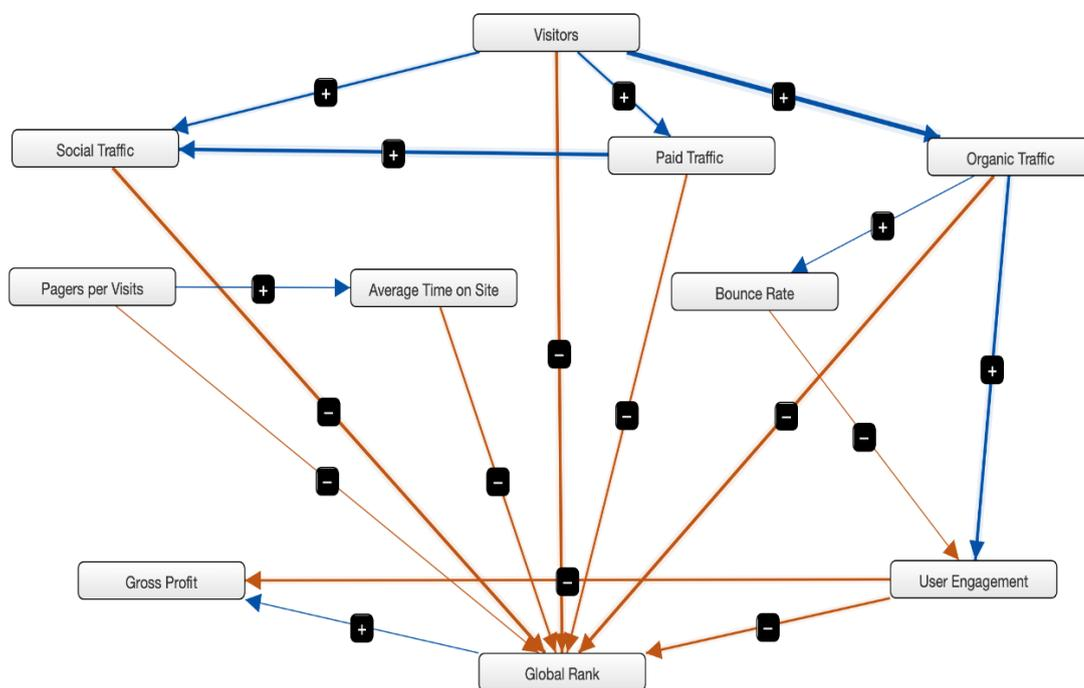 Visitors
+
+
+
Social Traffic
+
Paid Traffic
Organic Traffic
+
Pagers per Visits
+
Average Time on Site
Bounce Rate
−
+
−
−
−
−
−
−
Gross Profit
−
User Engagement
+
−
Global Rank